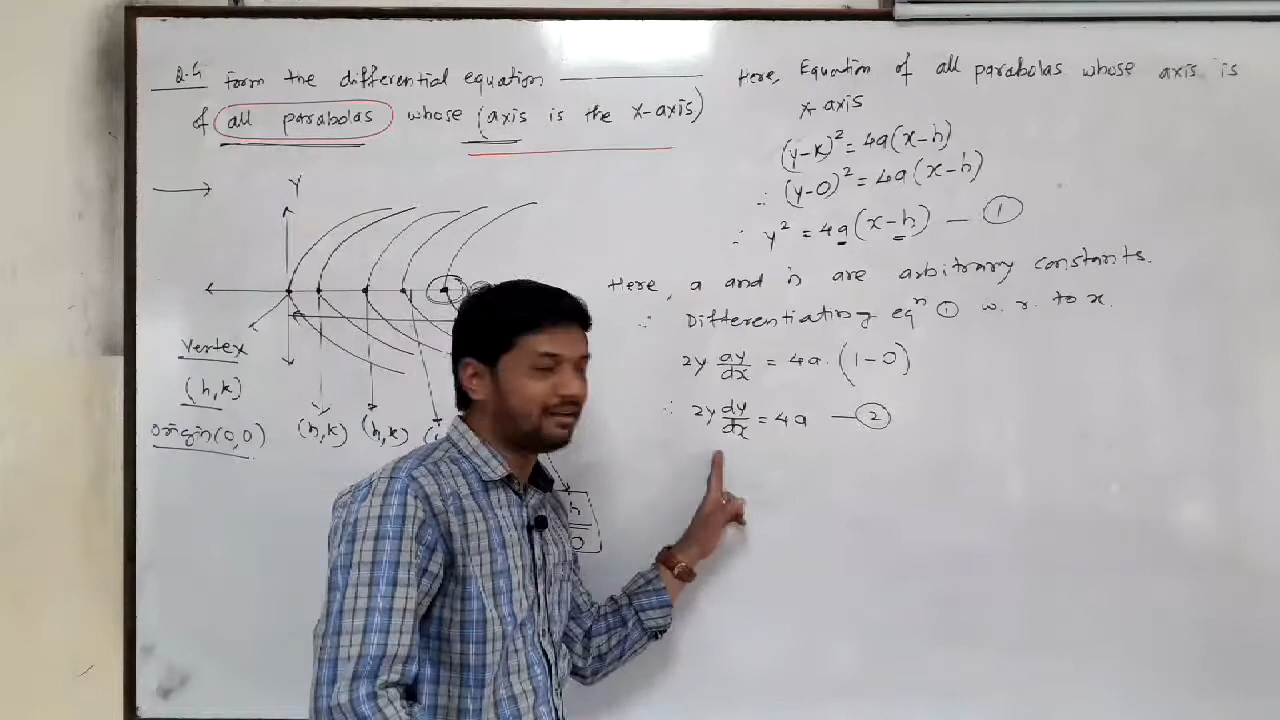 Q-4 Form the differential equation
of all parabolas whose (axis is the x-axis)
Y
Vertex
(h,k)
origin(0,0)
(h,k) (h,k) (
h
0
Here, Equation of all parabolas whose axis is
x-axis
(y-k)² = 4a(x-h)
∴ (y-0)² = 4a(x-h)
∴ y² = 4a(x-h) — ①
Here, a and h are arbitrary constants.
∴ Differentiating eqⁿ ① w. r. to x.
2y dy/dx = 4a. (1-0)
∴ 2y dy/dx = 4a — ②